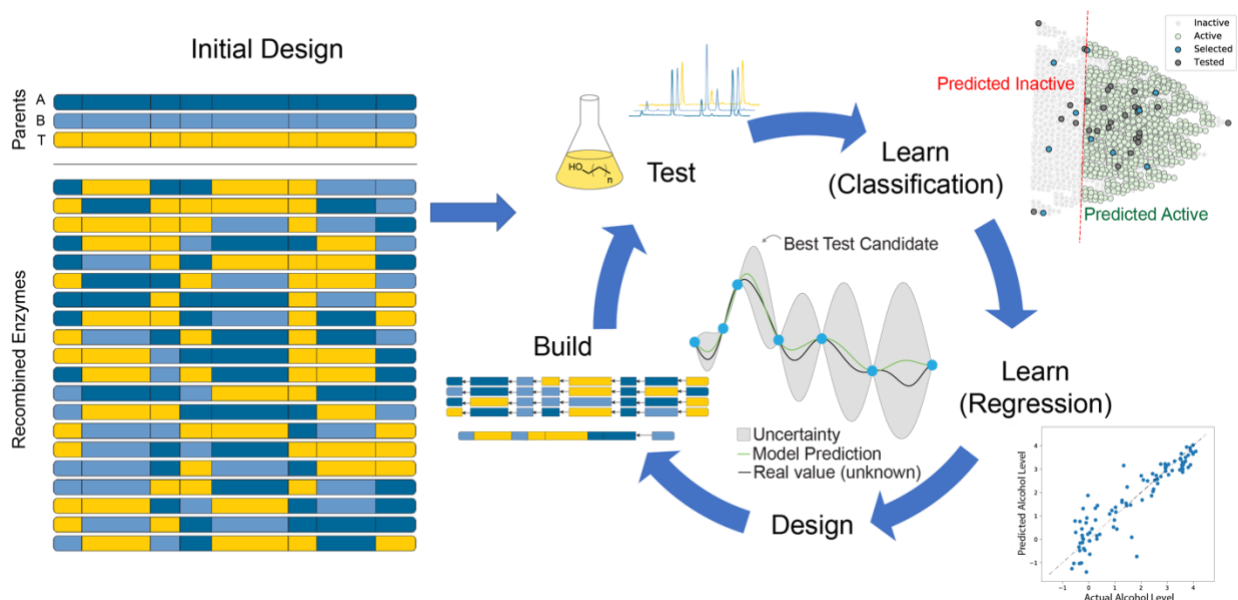 Initial Design
Parents
A
B
T
Recombined Enzymes
HO
n
Test
Learn
(Classification)
Inactive
Active
Selected
Tested
Predicted Inactive
Predicted Active
Best Test Candidate
Build
Uncertainty
Model Prediction
Real value (unknown)
Learn
(Regression)
Design
Predicted Alcohol Level
4
3
2
1
0
−1
−1
0
1
2
3
4
Actual Alcohol Level